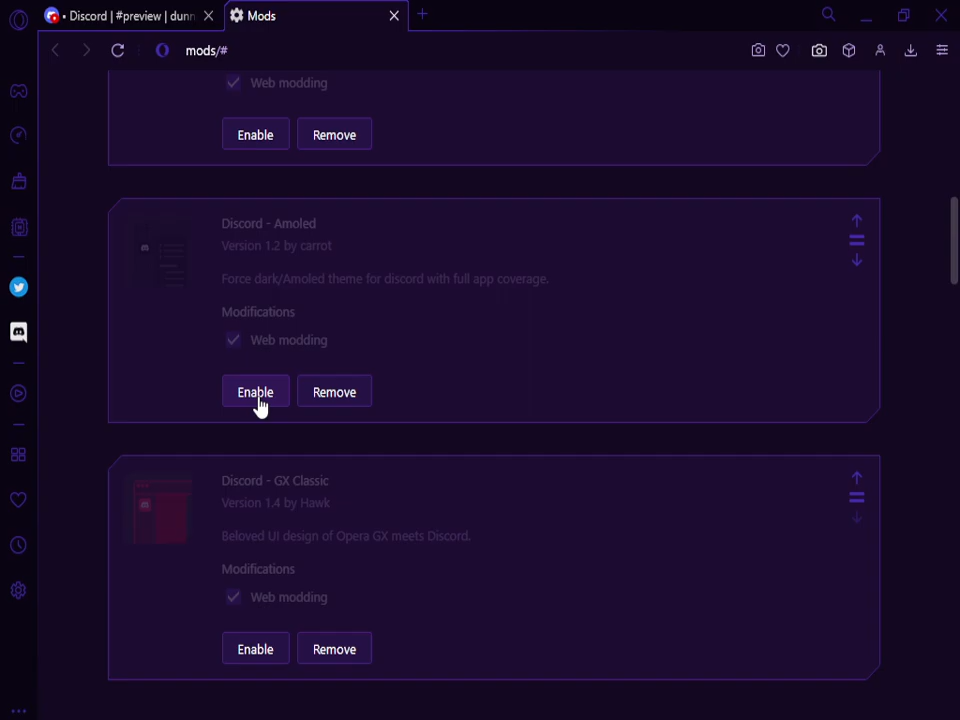 • Discord | #preview | dunn
Mods
mods/#
Web modding
Enable
Remove
Discord - Amoled
Version 1.2 by carrot
Force dark/Amoled theme for discord with full app coverage.
Modifications
Web modding
Enable
Remove
Discord - GX Classic
Version 1.4 by Hawk
Beloved UI design of Opera GX meets Discord.
Modifications
Web modding
Enable
Remove